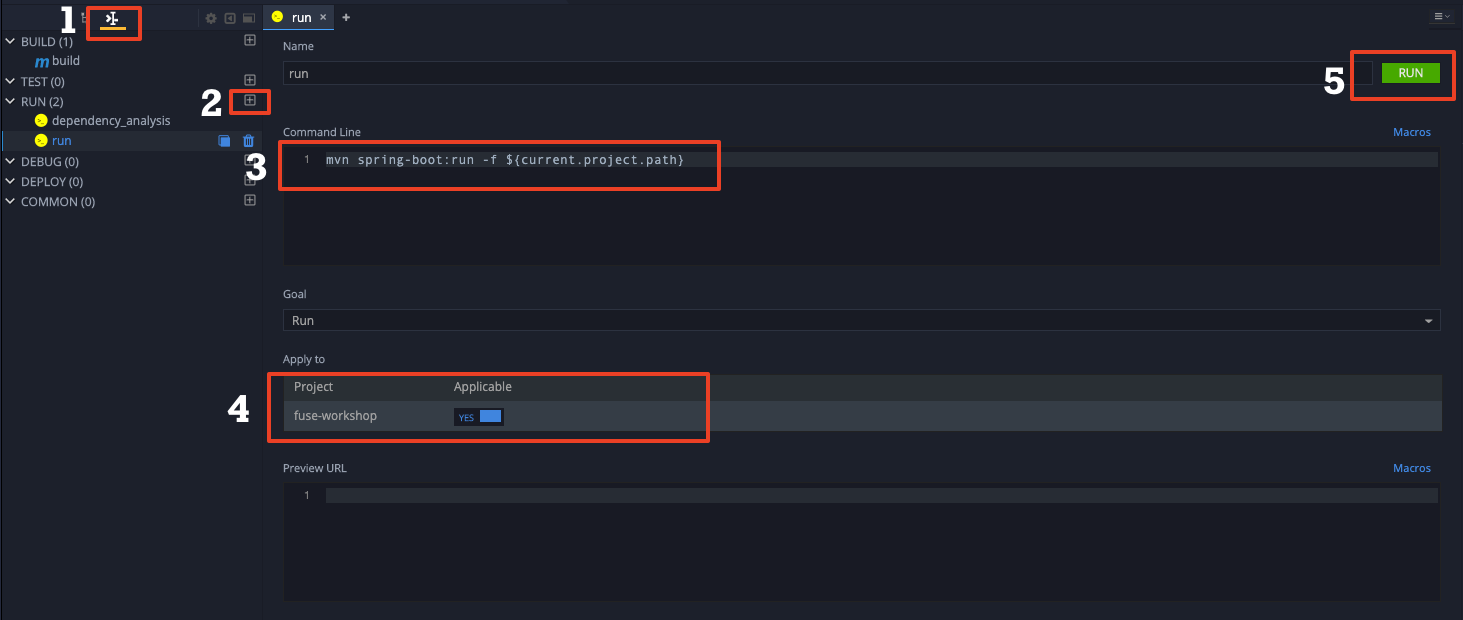 1
run × +
BUILD (1)
m build
TEST (0)
RUN (2)
dependency_analysis
run
DEBUG (0)
DEPLOY (0)
COMMON (0)
2
Name
run
5
RUN
Command Line
Macros
3
1 mvn spring-boot:run -f ${current.project.path}
Goal
Run
Apply to
4
Project Applicable
fuse-workshop YES
Preview URL
Macros
1